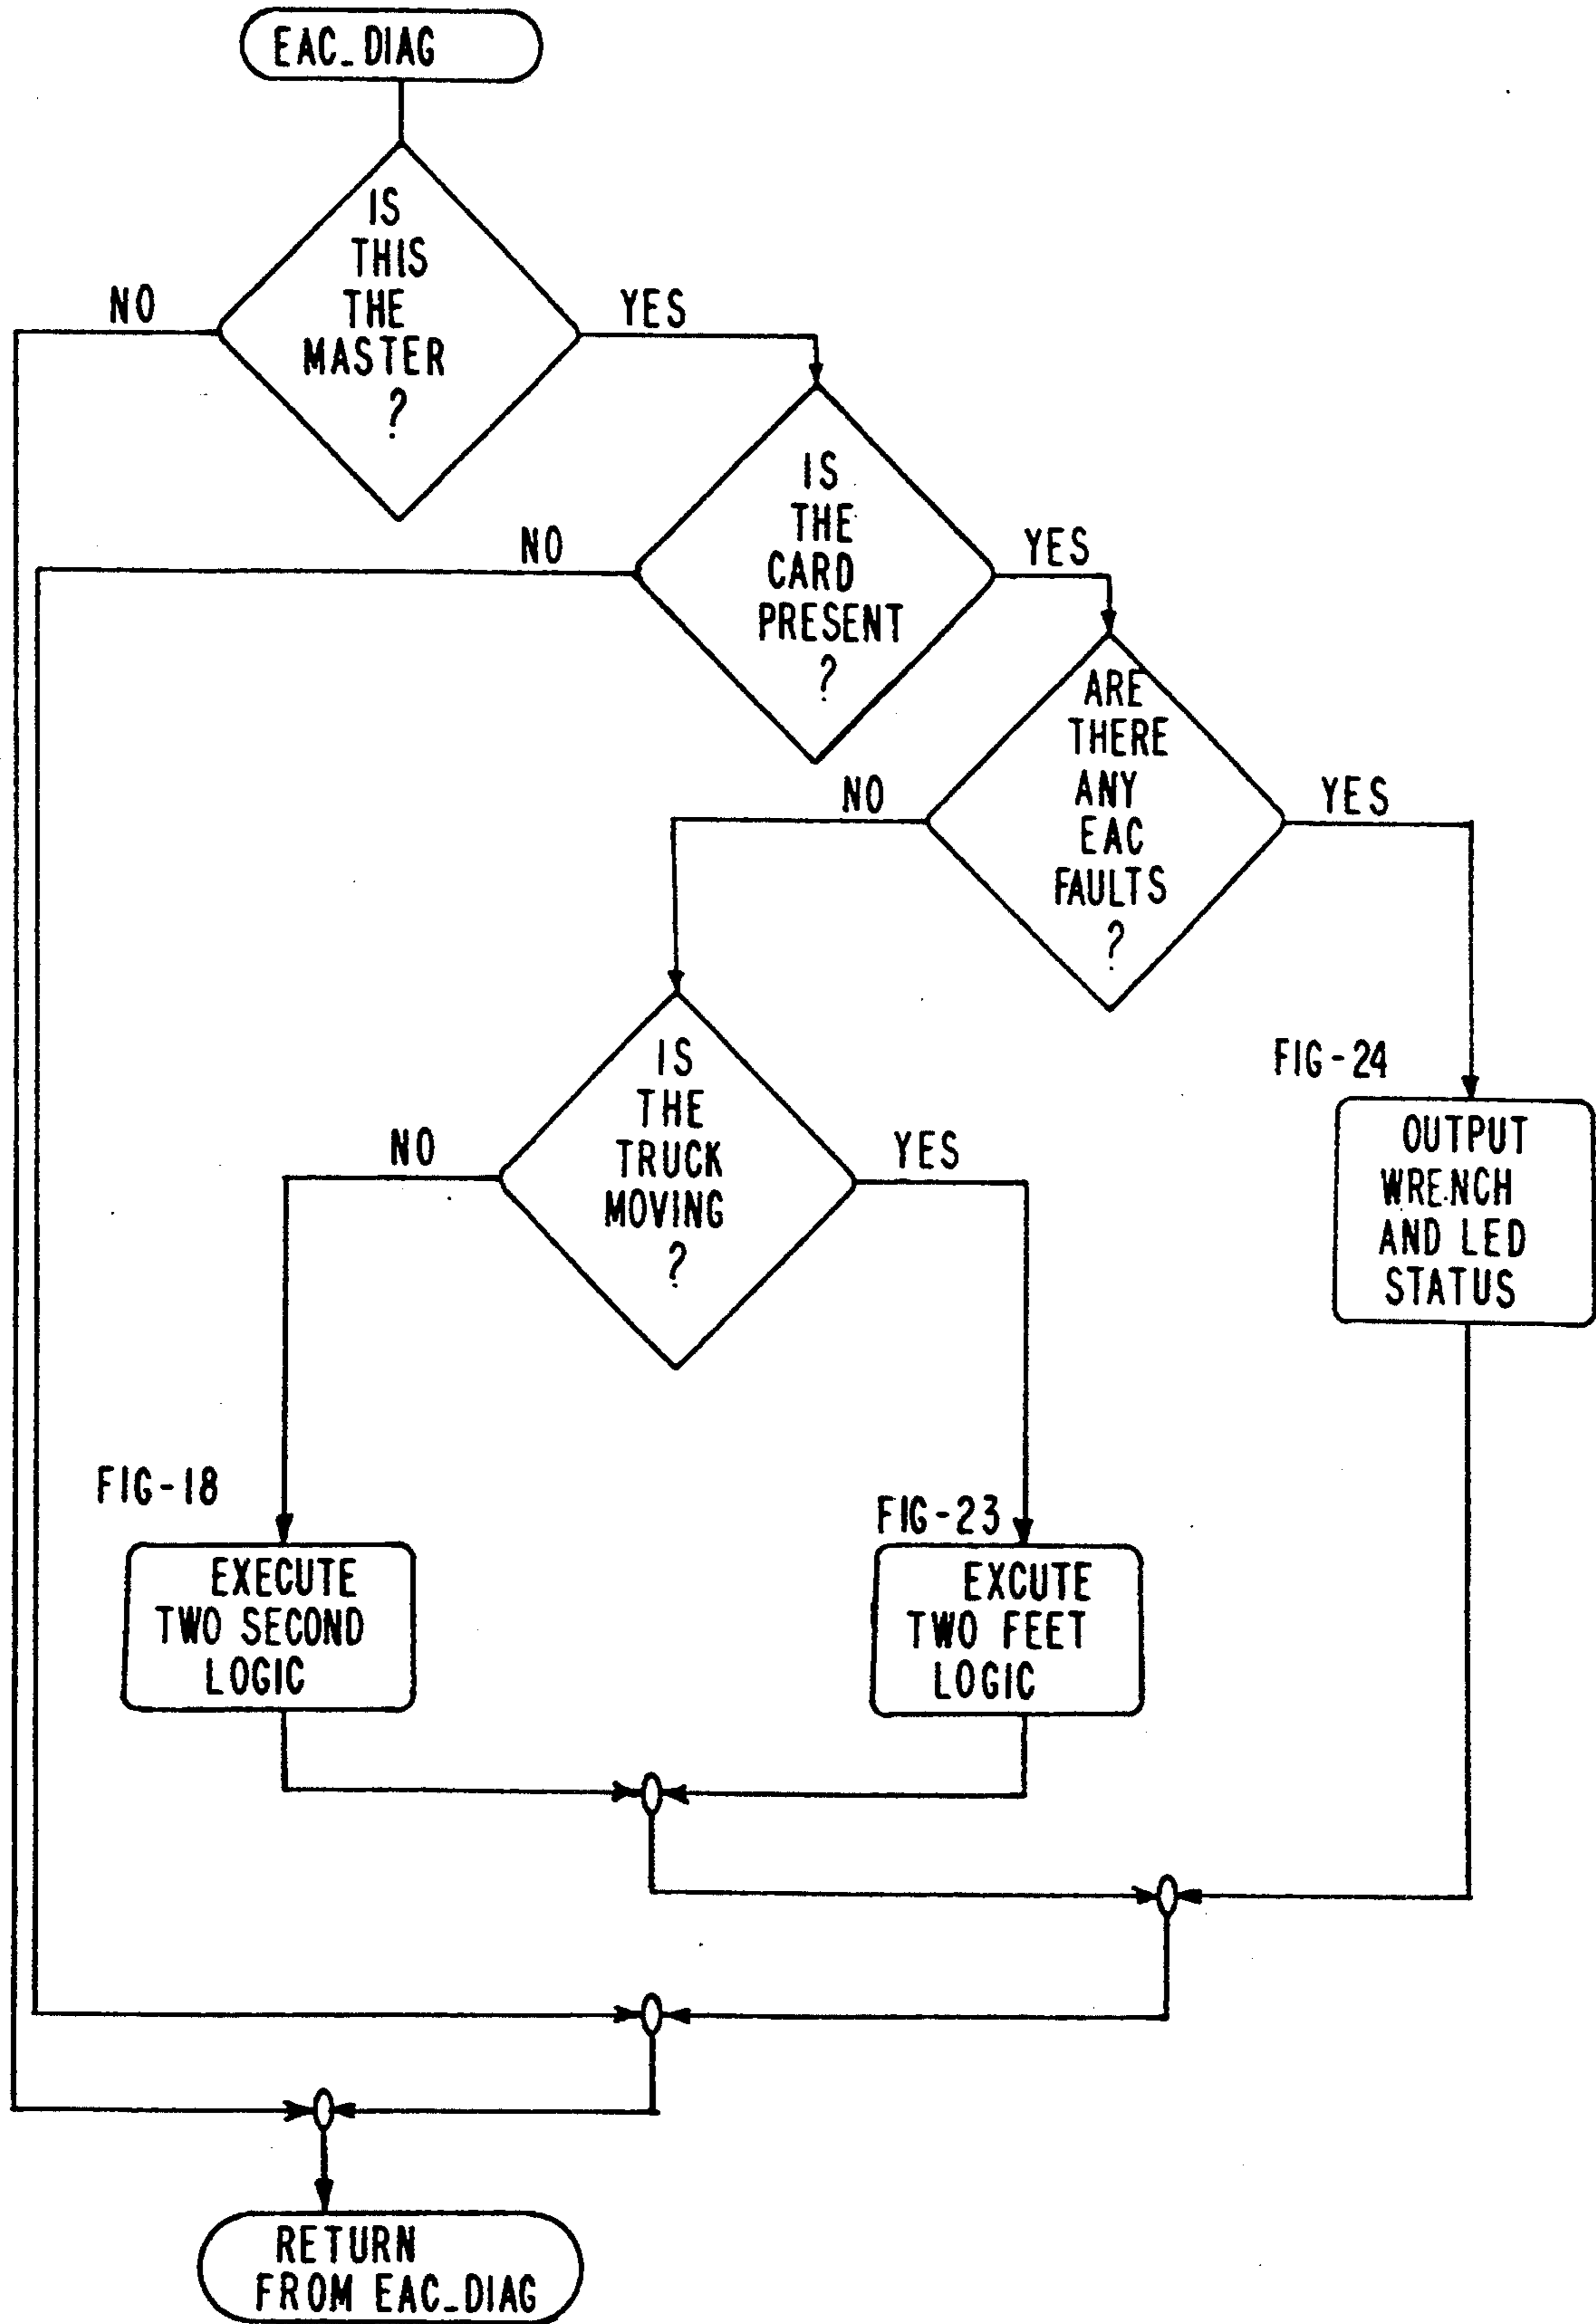 EAC_DIAG
IS
THIS
THE
MASTER
?
NO
YES
IS
THE
CARD
PRESENT
?
NO
YES
ARE
THERE
ANY
EAC
FAULTS
?
NO
YES
IS
THE
TRUCK
MOVING
?
NO
YES
FIG-24
OUTPUT
WRENCH
AND LED
STATUS
FIG-18
EXECUTE
TWO SECOND
LOGIC
FIG-23
EXCUTE
TWO FEET
LOGIC
RETURN
FROM EAC_DIAG